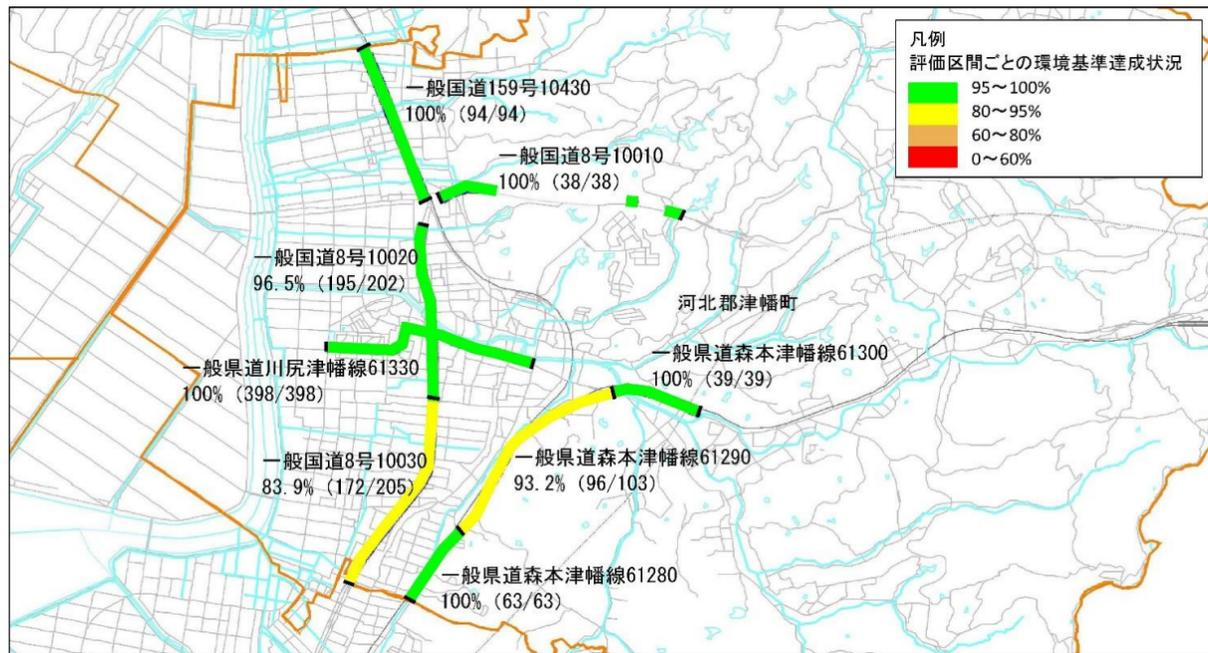 凡例
評価区間ごとの環境基準達成状況
95～100%
80～95%
60～80%
0～60%
一般国道159号10430
100% (94/94)
一般国道8号10010
100% (38/38)
一般国道8号10020
96.5% (195/202)
河北郡津幡町
一般県道川尻津幡線61330
100% (398/398)
一般県道森本津幡線61300
100% (39/39)
一般国道8号10030
83.9% (172/205)
一般県道森本津幡線61290
93.2% (96/103)
一般県道森本津幡線61280
100% (63/63)